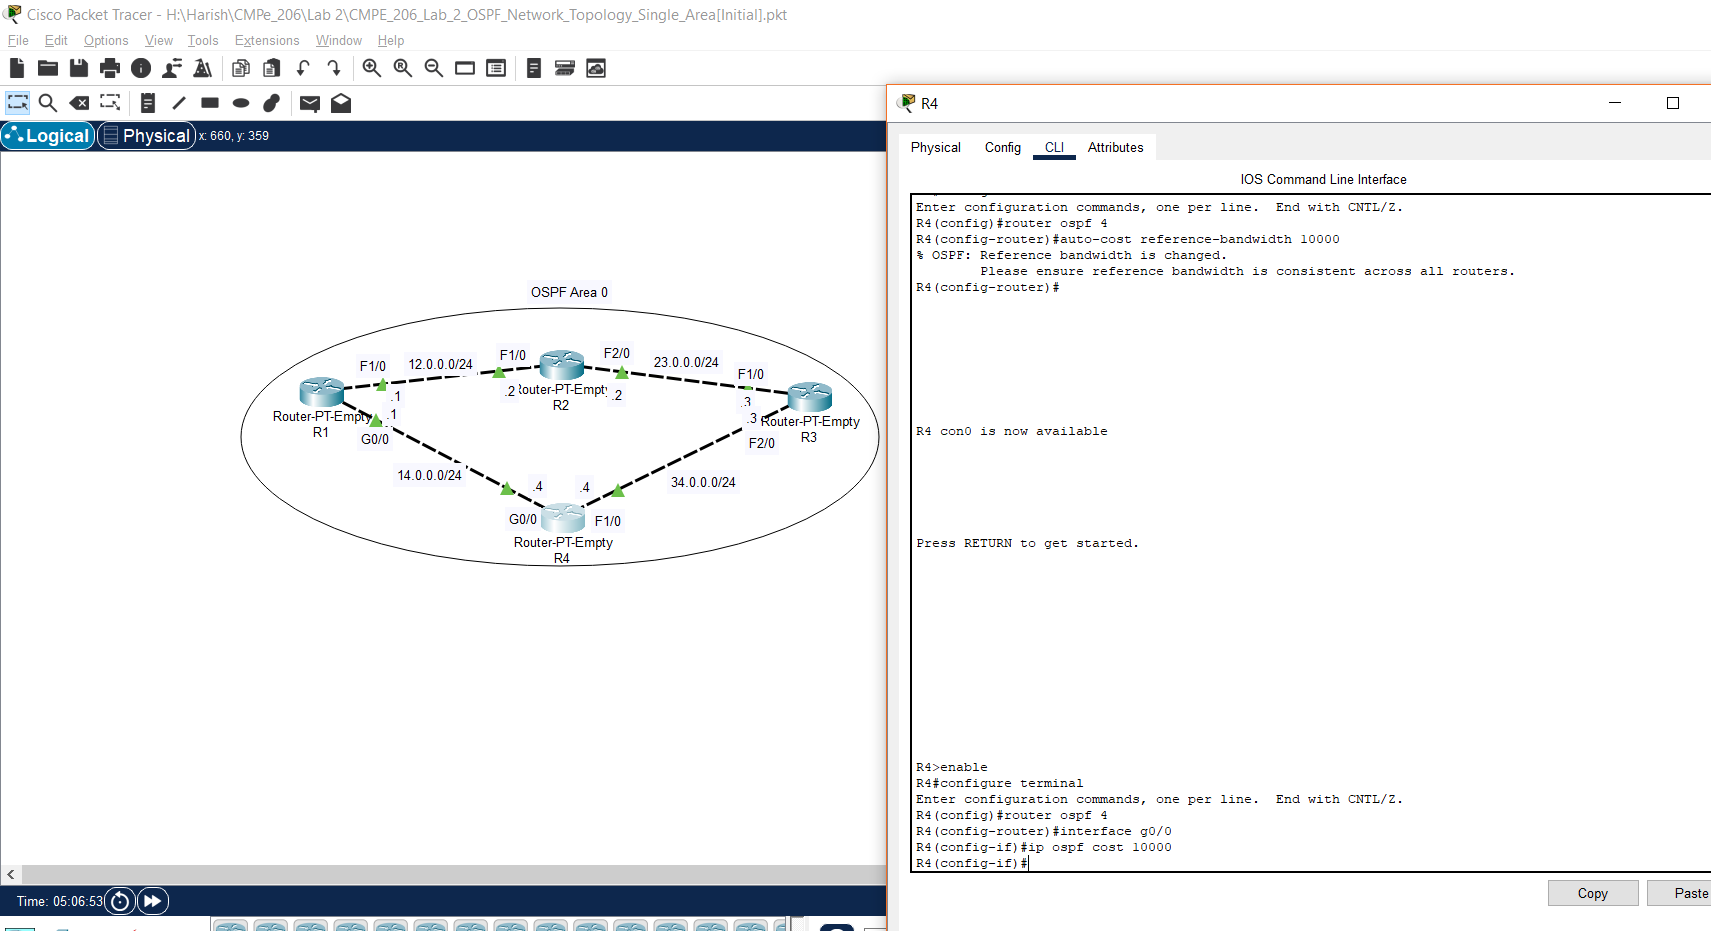 Cisco Packet Tracer - H:\Harish\CMPe_206\Lab 2\CMPE_206_Lab_2_OSPF_Network_Topology_Single_Area[Initial].pkt
File Edit Options View Tools Extensions Window Help
Logical Physical x: 660, y: 359
OSPF Area 0
F1/0 12.0.0.0/24 F1/0 F2/0 23.0.0.0/24 F1/0
.1 .2 .2 .3
.1 .3
Router-PT-Empty
R1
Router-PT-Empty
R2
Router-PT-Empty
R3
G0/0 F2/0
14.0.0.0/24 .4 .4 34.0.0.0/24
G0/0 F1/0
Router-PT-Empty
R4
Time: 05:06:53
R4
Physical Config CLI Attributes
IOS Command Line Interface
Enter configuration commands, one per line.  End with CNTL/Z.
R4(config)#router ospf 4
R4(config-router)#auto-cost reference-bandwidth 10000
% OSPF: Reference bandwidth is changed.
        Please ensure reference bandwidth is consistent across all routers.
R4(config-router)#
R4 con0 is now available
Press RETURN to get started.
R4>enable
R4#configure terminal
Enter configuration commands, one per line.  End with CNTL/Z.
R4(config)#router ospf 4
R4(config-router)#interface g0/0
R4(config-if)#ip ospf cost 10000
R4(config-if)#
Copy Paste